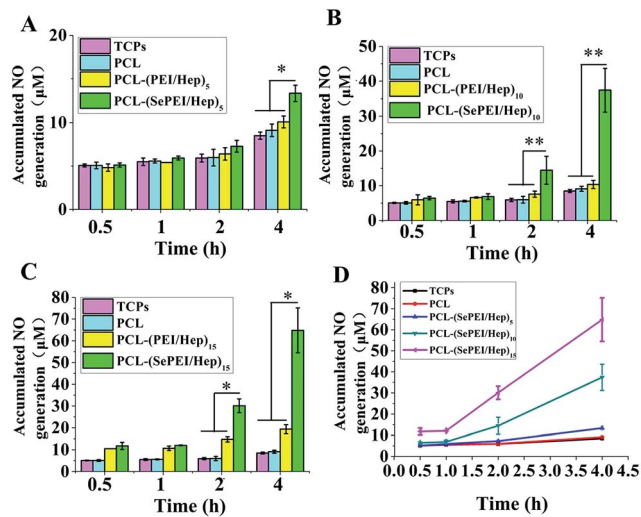 A
Accumulated NO
generation (μM)
20
15
10
5
0
TCPs
PCL
PCL-(PEI/Hep)5
PCL-(SePEI/Hep)5
*
0.5 1 2 4
Time (h)
B
Accumulated NO
generation (μM)
50
40
30
20
10
0
TCPs
PCL
PCL-(PEI/Hep)10
PCL-(SePEI/Hep)10
**
**
0.5 1 2 4
Time (h)
C
Accumulated NO
generation (μM)
80
70
60
50
40
30
20
10
0
TCPs
PCL
PCL-(PEI/Hep)15
PCL-(SePEI/Hep)15
*
*
0.5 1 2 4
Time (h)
D
Accumulated NO
generation (μM)
80
70
60
50
40
30
20
10
0
TCPs
PCL
PCL-(SePEI/Hep)5
PCL-(SePEI/Hep)10
PCL-(SePEI/Hep)15
0.0 0.5 1.0 1.5 2.0 2.5 3.0 3.5 4.0 4.5
Time (h)